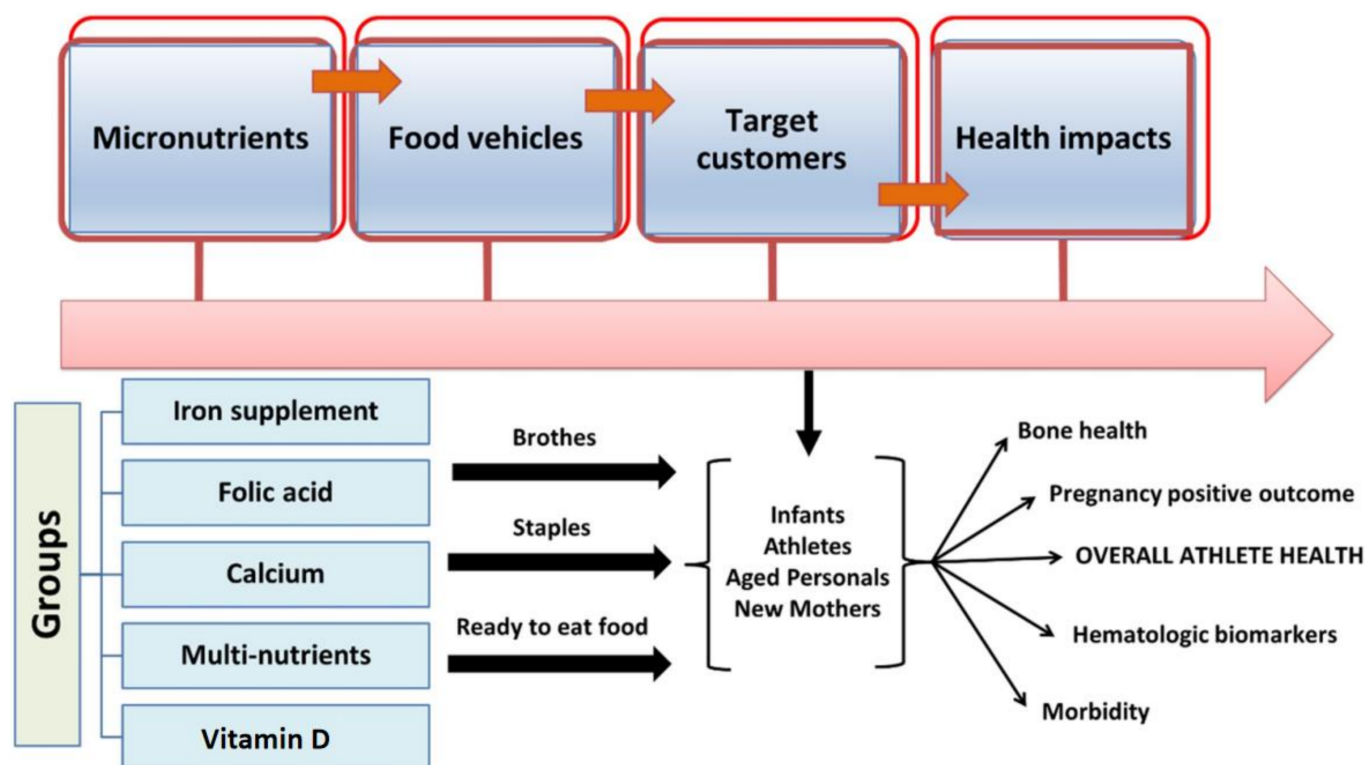 Micronutrients
Food vehicles
Target
customers
Health impacts
Groups
Iron supplement
Folic acid
Calcium
Multi-nutrients
Vitamin D
Brothes
Staples
Ready to eat food
Infants
Athletes
Aged Personals
New Mothers
Bone health
Pregnancy positive outcome
OVERALL ATHLETE HEALTH
Hematologic biomarkers
Morbidity